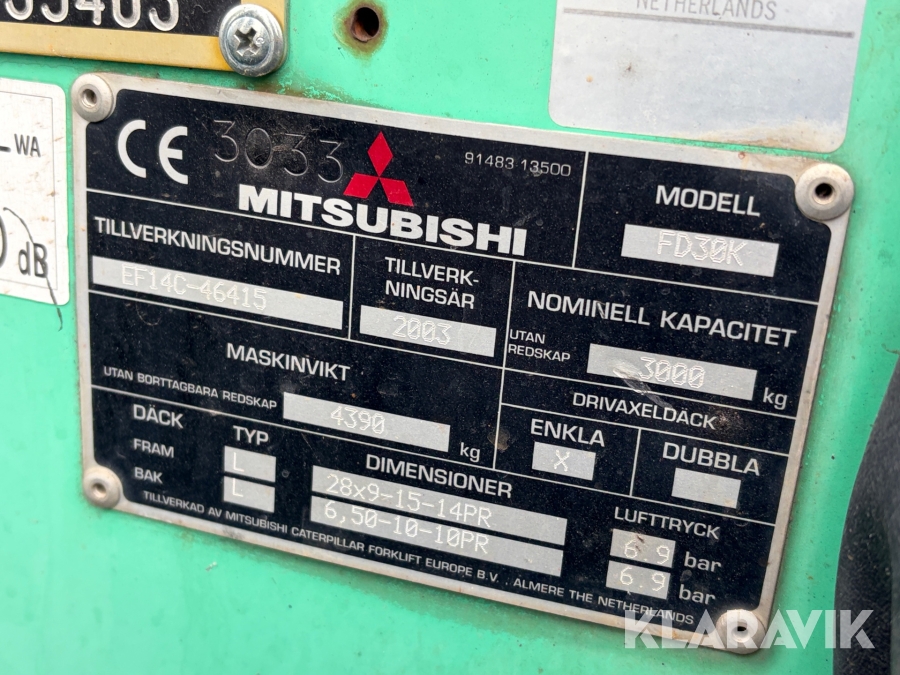 NETHERLANDS
WA
dB
CE 3033
91483-13500
MITSUBISHI
MODELL
FD30K
TILLVERKNINGSNUMMER
EF14C-46415
TILLVERK-
NINGSÅR
2003
NOMINELL KAPACITET
UTAN
REDSKAP
3000 kg
MASKINVIKT
UTAN BORTTAGBARA REDSKAP
4390 kg
DRIVAXELDÄCK
ENKLA
X
DUBBLA
DÄCK TYP DIMENSIONER LUFTTRYCK
FRAM L 28x9-15-14PR 6.9 bar
BAK L 6,50-10-10PR 6.9 bar
TILLVERKAD AV MITSUBISHI CATERPILLAR FORKLIFT EUROPE B.V., ALMERE THE NETHERLANDS
KLARAVIK